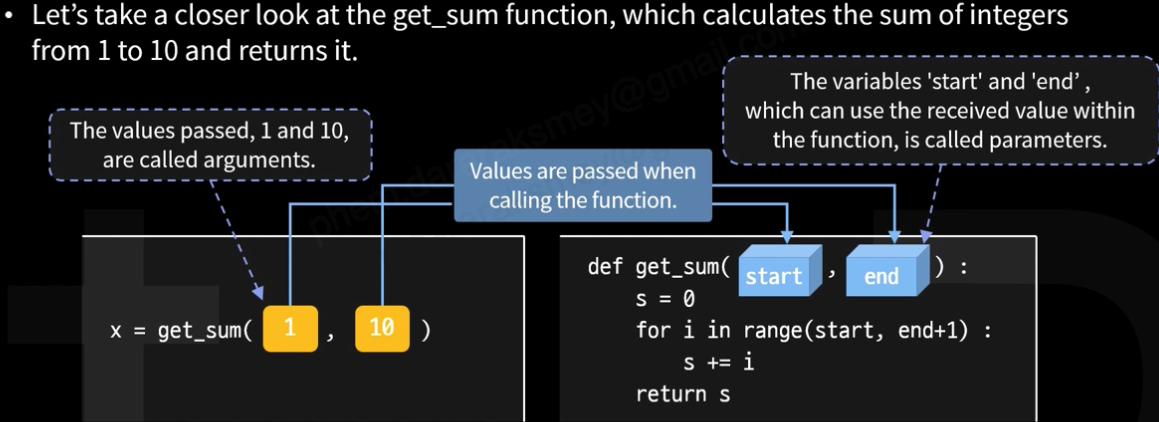 • Let’s take a closer look at the get_sum function, which calculates the sum of integers
from 1 to 10 and returns it.
The values passed, 1 and 10,
are called arguments.
Values are passed when
calling the function.
The variables 'start' and 'end’ ,
which can use the received value within
the function, is called parameters.
x = get_sum( 1 , 10 )
def get_sum( start , end ) :
s = 0
for i in range(start, end+1) :
s += i
return s